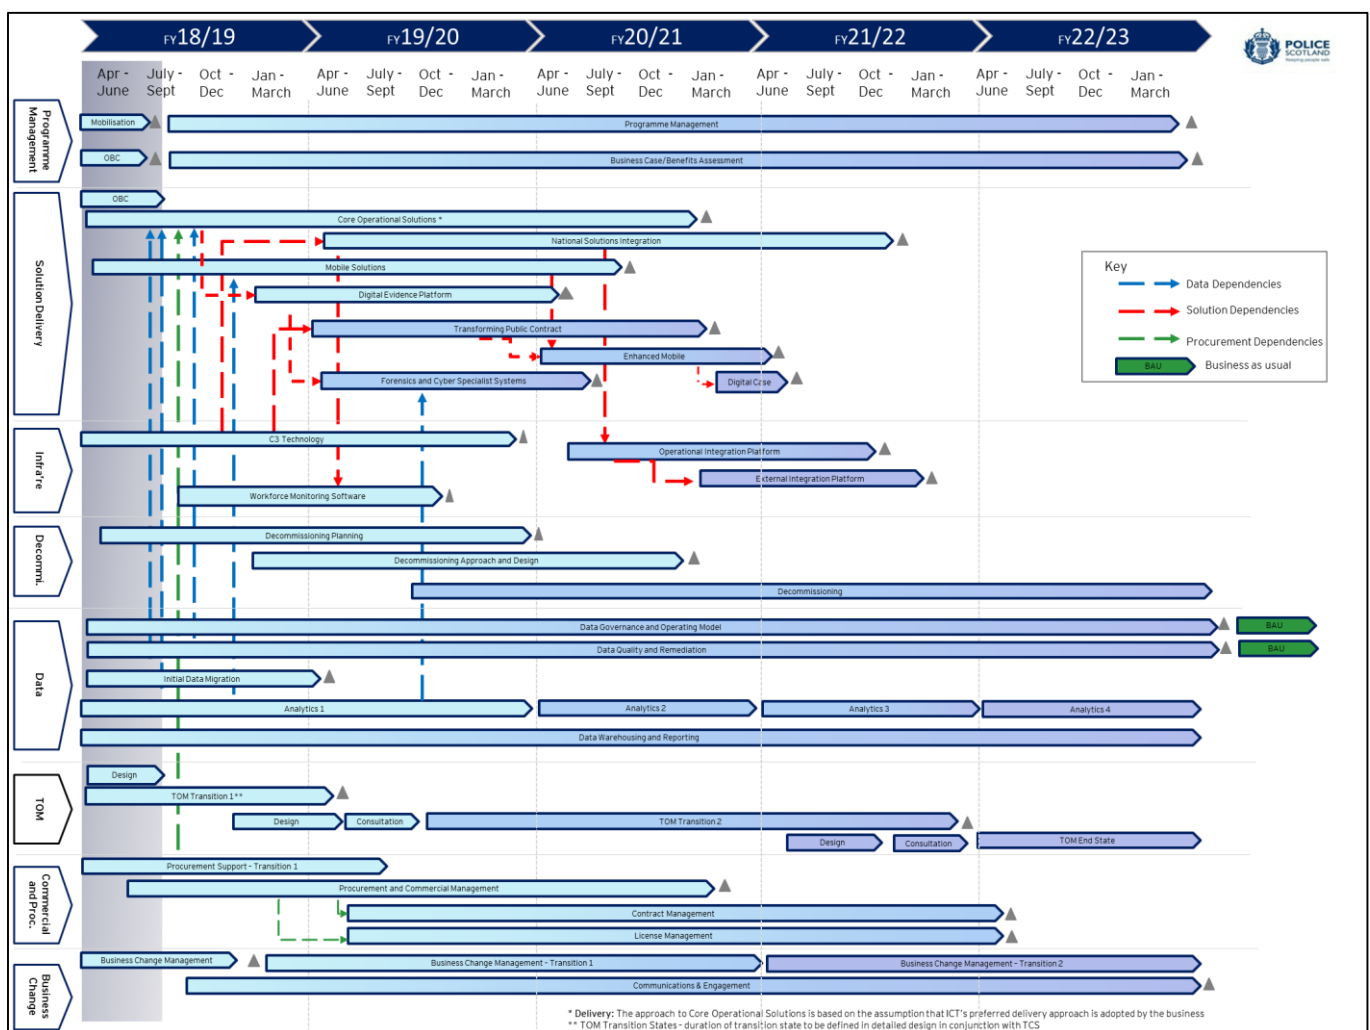 FY18/19
FY19/20
FY20/21
FY21/22
FY22/23
POLICE
SCOTLAND
Keeping people safe
Apr - June
July - Sept
Oct - Dec
Jan - March
Apr - June
July - Sept
Oct - Dec
Jan - March
Apr - June
July - Sept
Oct - Dec
Jan - March
Apr - June
July - Sept
Oct - Dec
Jan - March
Apr - June
July - Sept
Oct - Dec
Jan - March
Programme Management
Mobilisation
Programme Management
OBC
Business Case/Benefits Assessment
Solution Delivery
OBC
Core Operational Solutions *
National Solutions Integration
Mobile Solutions
Digital Evidence Platform
Transforming Public Contract
Enhanced Mobile
Forensics and Cyber Specialist Systems
Digital Case
Key
Data Dependencies
Solution Dependencies
Procurement Dependencies
BAU
Business as usual
Infra're
C3 Technology
Operational Integration Platform
External Integration Platform
Workforce Monitoring Software
Decommi.
Decommissioning Planning
Decommissioning Approach and Design
Decommissioning
Data
Data Governance and Operating Model
BAU
Data Quality and Remediation
BAU
Initial Data Migration
Analytics 1
Analytics 2
Analytics 3
Analytics 4
Data Warehousing and Reporting
TOM
Design
TOM Transition 1**
Design
Consultation
TOM Transition 2
Design
Consultation
TOM End State
Commercial and Proc.
Procurement Support - Transition 1
Procurement and Commercial Management
Contract Management
License Management
Business Change
Business Change Management
Business Change Management - Transition 1
Business Change Management - Transition 2
Communications & Engagement
* Delivery: The approach to Core Operational Solutions is based on the assumption that ICT's preferred delivery approach is adopted by the business
** TOM Transition States - duration of transition state to be defined in detailed design in conjunction with TCS